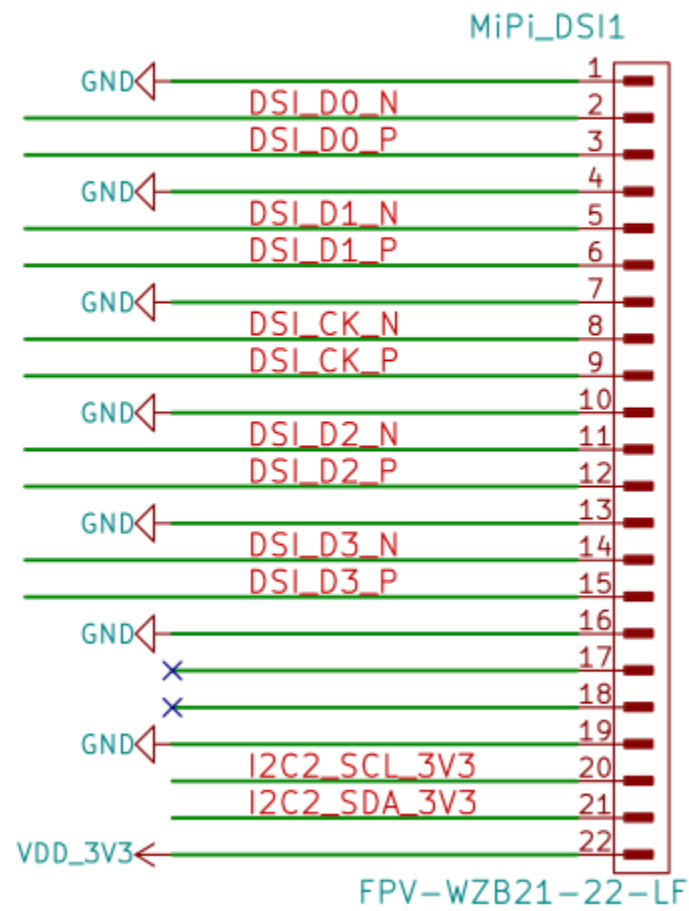 MiPi_DSI1
GND 1
DSI_D0_N 2
DSI_D0_P 3
GND 4
DSI_D1_N 5
DSI_D1_P 6
GND 7
DSI_CK_N 8
DSI_CK_P 9
GND 10
DSI_D2_N 11
DSI_D2_P 12
GND 13
DSI_D3_N 14
DSI_D3_P 15
GND 16
17
18
GND 19
I2C2_SCL_3V3 20
I2C2_SDA_3V3 21
VDD_3V3 22
FPV-WZB21-22-LF